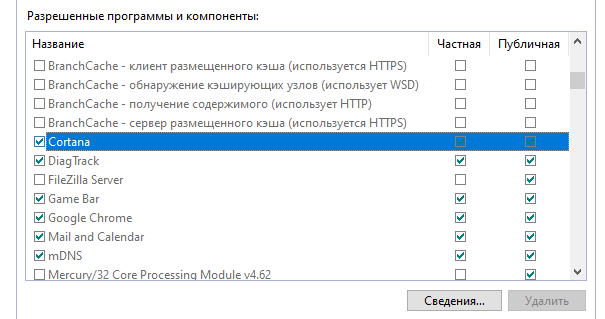 Разрешенные программы и компоненты:
Название Частная Публичная
BranchCache - клиент размещенного кэша (используется HTTPS)
BranchCache - обнаружение кэширующих узлов (использует WSD)
BranchCache - получение содержимого (использует HTTP)
BranchCache - сервер размещенного кэша (используется HTTPS)
Cortana
DiagTrack
FileZilla Server
Game Bar
Google Chrome
Mail and Calendar
mDNS
Mercury/32 Core Processing Module v4.62
Сведения... Удалить